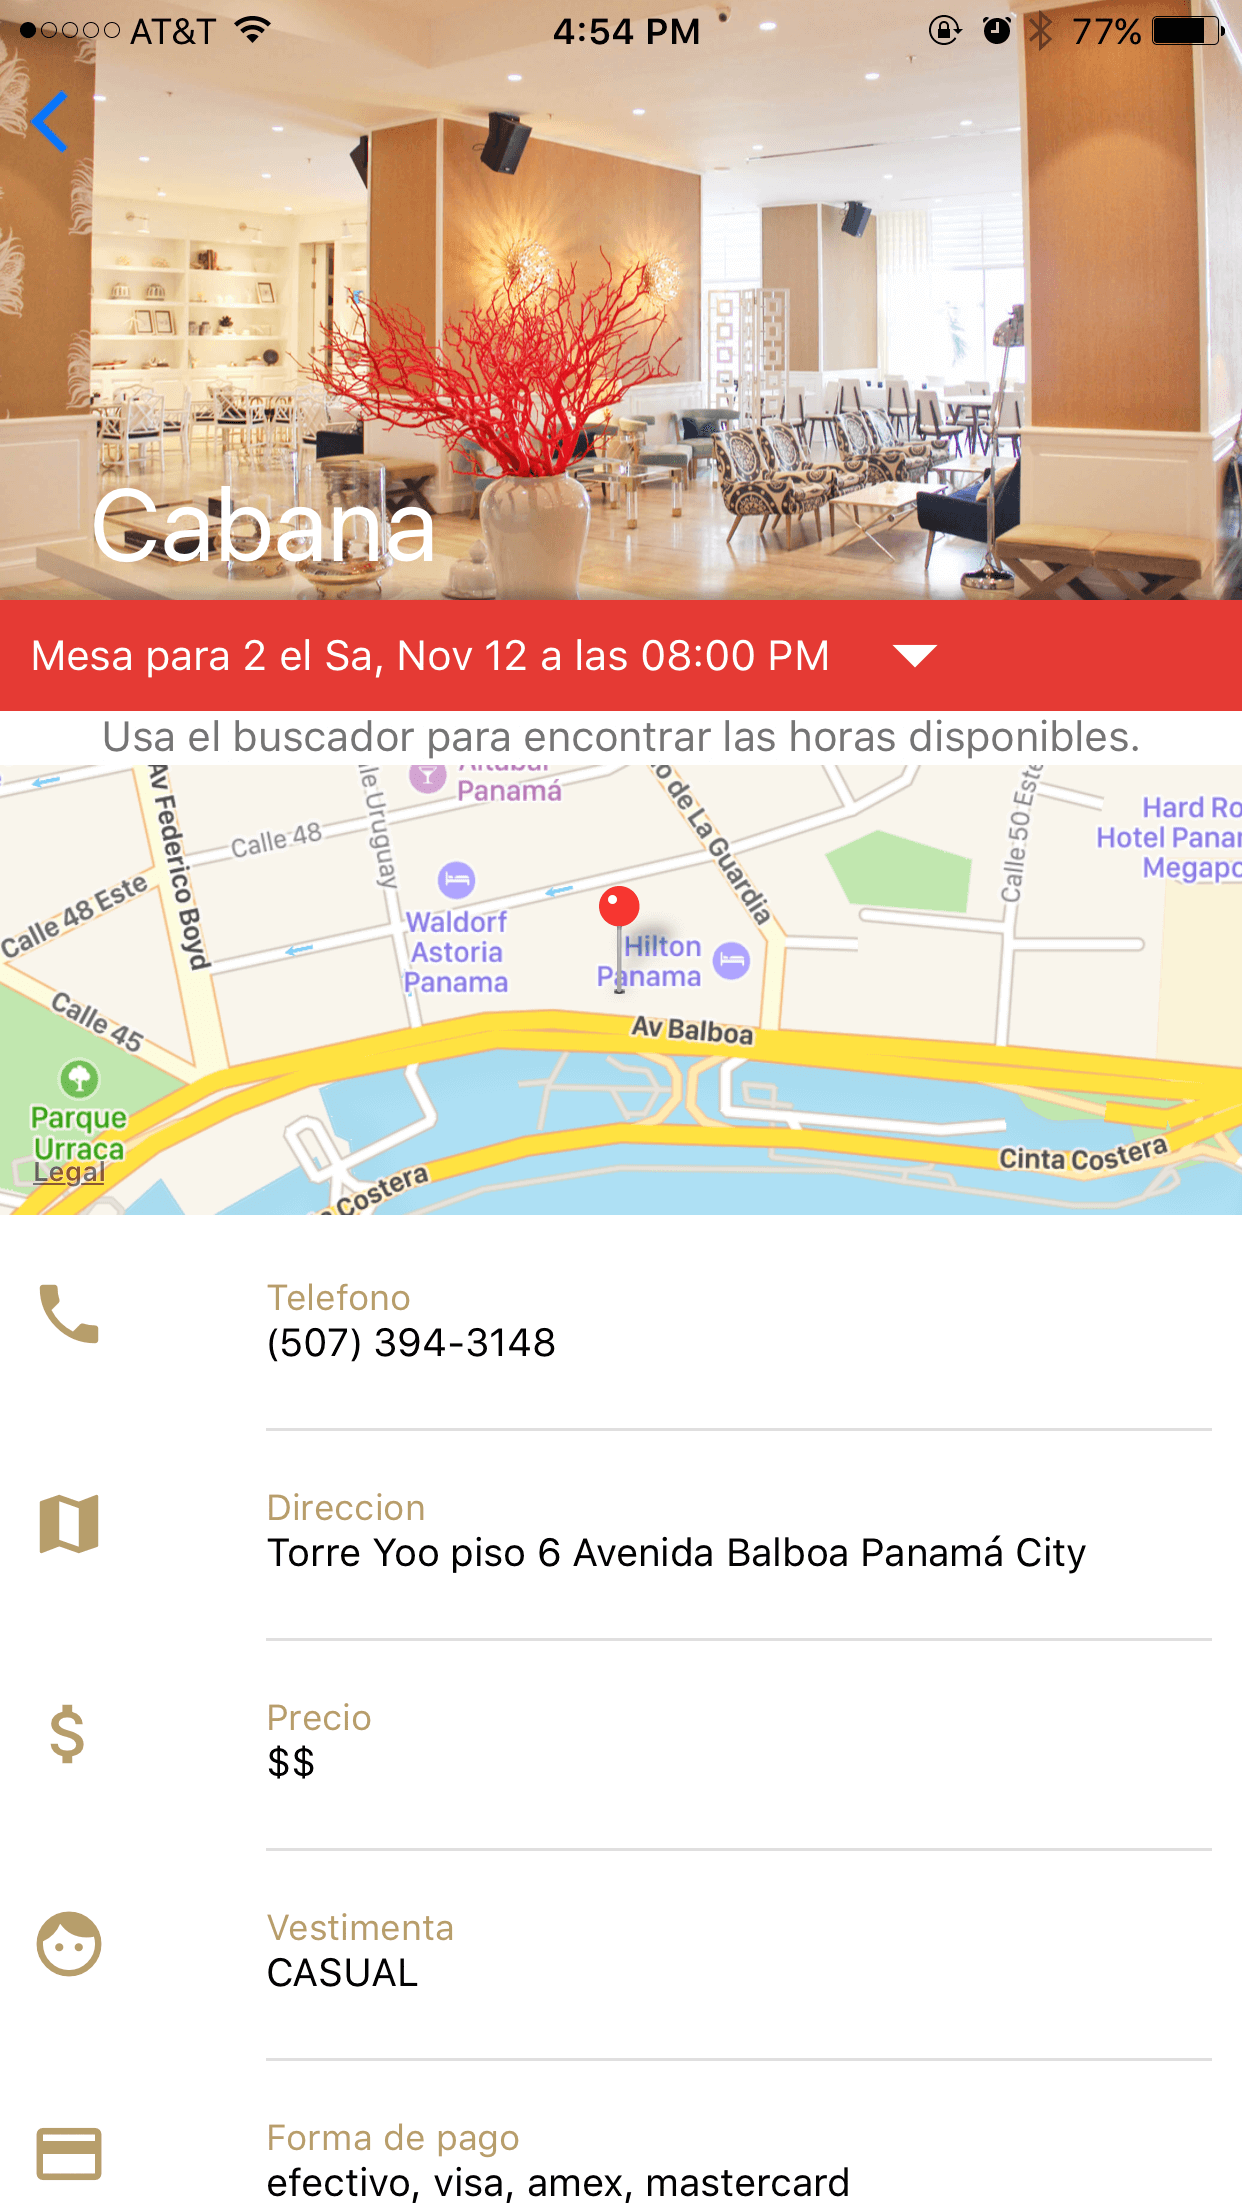 AT&T 4:54 PM 77%
Cabana
Mesa para 2 el Sa, Nov 12 a las 08:00 PM
Usa el buscador para encontrar las horas disponibles.
Panamá
Calle 48
Av Federico Boyd
Uruguay
de La Guardia
Calle 50 Este
Hard
Hotel
Calle 48 Este
Waldorf
Astoria
Panama
Hilton
Panama
Calle 45
Av Balboa
Parque
Urraca
Legal
Costera
Cinta Costera
Telefono
(507) 394-3148
Direccion
Torre Yoo piso 6 Avenida Balboa Panamá City
Precio
$$
Vestimenta
CASUAL
Forma de pago
efectivo, visa, amex, mastercard